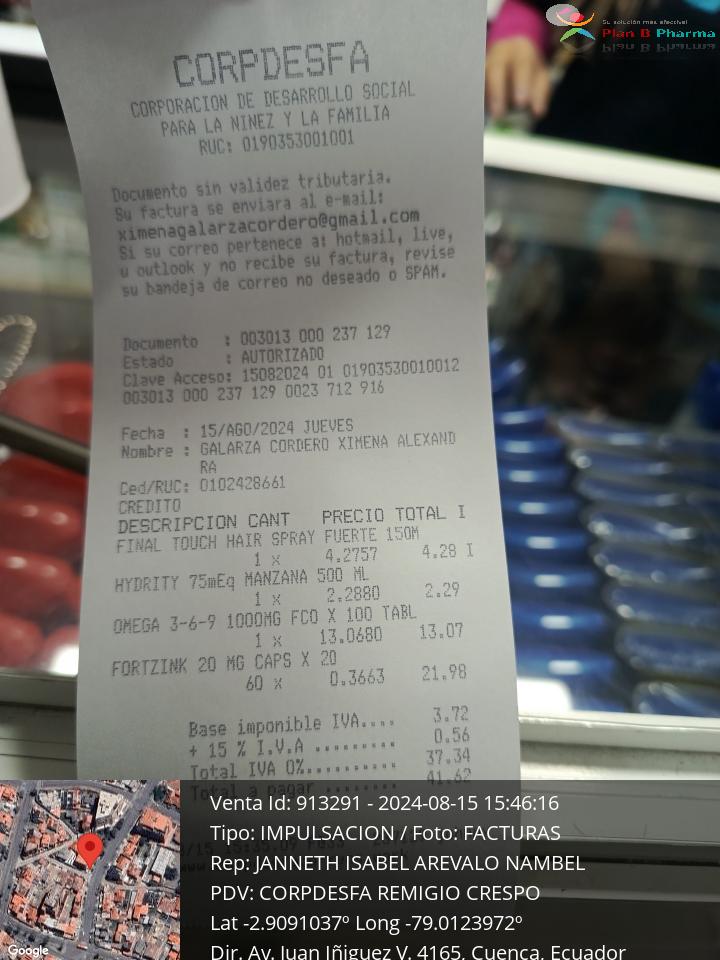 Su solución más efectiva!
Plan B Pharma
CORPDESFA
CORPORACION DE DESARROLLO SOCIAL
PARA LA NINEZ Y LA FAMILIA
RUC: 0190353001001
Documento sin validez tributaria.
Su factura se enviara al e-mail:
ximenagalarzacordero@gmail.com
Si su correo pertenece a: hotmail, live,
u outlook y no recibe su factura, revise
su bandeja de correo no deseado o SPAM.
Documento : 003013 000 237 129
Estado : AUTORIZADO
Clave Acceso: 15082024 01 01903530010012
003013 000 237 129 0023 712 916
Fecha : 15/AGO/2024 JUEVES
Nombre : GALARZA CORDERO XIMENA ALEXAND
RA
Ced/RUC: 0102428661
CREDITO
DESCRIPCION CANT PRECIO TOTAL I
FINAL TOUCH HAIR SPRAY FUERTE 150M
1 x 4.2757 4.28 I
HYDRITY 75mEq MANZANA 500 ML
1 x 2.2880 2.29
OMEGA 3-6-9 1000MG FCO X 100 TABL
1 x 13.0680 13.07
FORTZINK 20 MG CAPS X 20
60 x 0.3663 21.98
Base imponible IVA.... 3.72
+ 15 % I.V.A ......... 0.56
Total IVA 0%.......... 37.34
Total a pagar ........ 41.62
Venta Id: 913291 - 2024-08-15 15:46:16
Tipo: IMPULSACION / Foto: FACTURAS
Rep: JANNETH ISABEL AREVALO NAMBEL
PDV: CORPDESFA REMIGIO CRESPO
Lat -2.9091037º Long -79.0123972º
Dir. Av. Juan Iñiguez V. 4165, Cuenca, Ecuador
Google